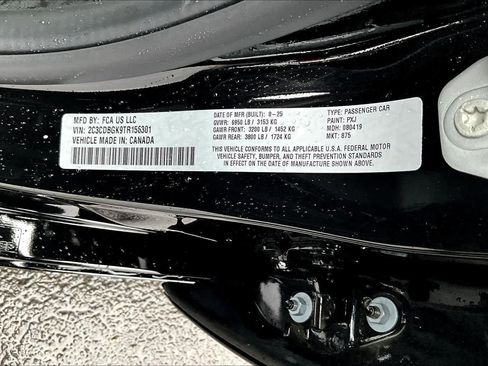 MFD BY: FCA US LLC
VIN: 2C3CDBGK9TR156301
VEHICLE MADE IN: CANADA
DATE OF MFR (BUILT): 8-25
GVWR: 6950 LB / 3153 KG
GAWR FRONT: 3200 LB / 1452 KG
GAWR REAR: 3800 LB / 1724 KG
TYPE: PASSENGER CAR
PAINT: PXJ
MDH: 080419
MKT: 875
THIS VEHICLE CONFORMS TO ALL APPLICABLE U.S.A. FEDERAL MOTOR
VEHICLE SAFETY, BUMPER, AND THEFT PREVENTION STANDARDS IN
EFFECT ON THE DATE OF MANUFACTURE SHOWN ABOVE.